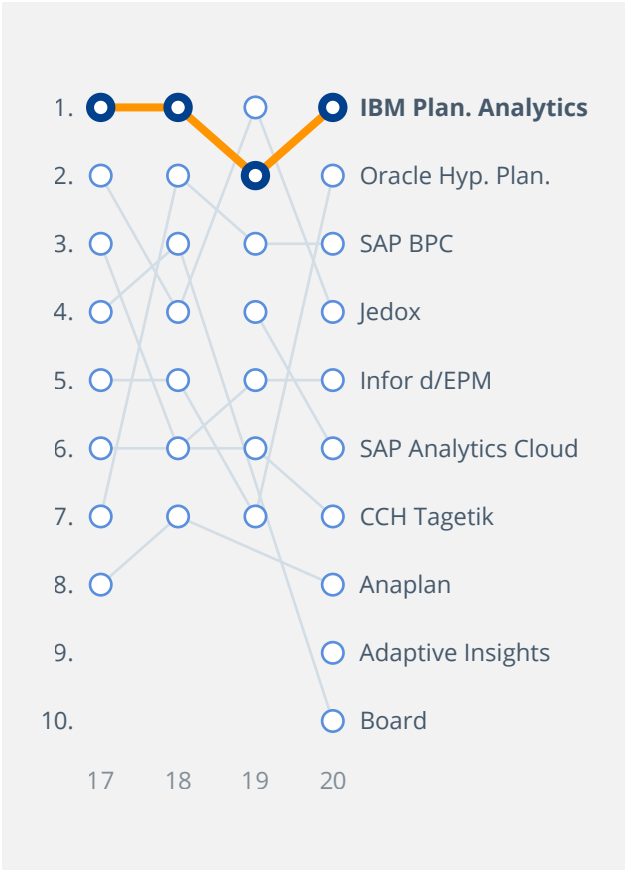 1. IBM Plan. Analytics
2. Oracle Hyp. Plan.
3. SAP BPC
4. Jedox
5. Infor d/EPM
6. SAP Analytics Cloud
7. CCH Tagetik
8. Anaplan
9. Adaptive Insights
10. Board
17 18 19 20